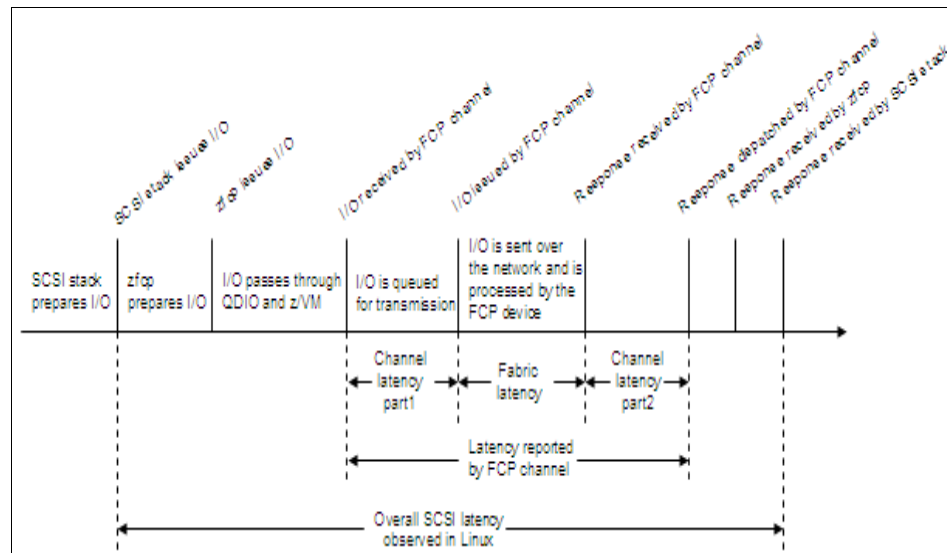 SCSI stack issues I/O
zfcp issues I/O
I/O received by FCP channel
I/O issued by FCP channel
Response received by FCP channel
Response dispatched by FCP channel
Response received by zfcp
Response received by SCSI stack
SCSI stack
prepares I/O
zfcp
prepares I/O
I/O passes through
QDIO and z/VM
I/O is queued
for transmission
I/O is sent over
the network and is
processed by the
FCP device
Channel
latency
part1
Fabric
latency
Channel
latency
part2
Latency reported
by FCP channel
Overall SCSI latency
observed in Linux